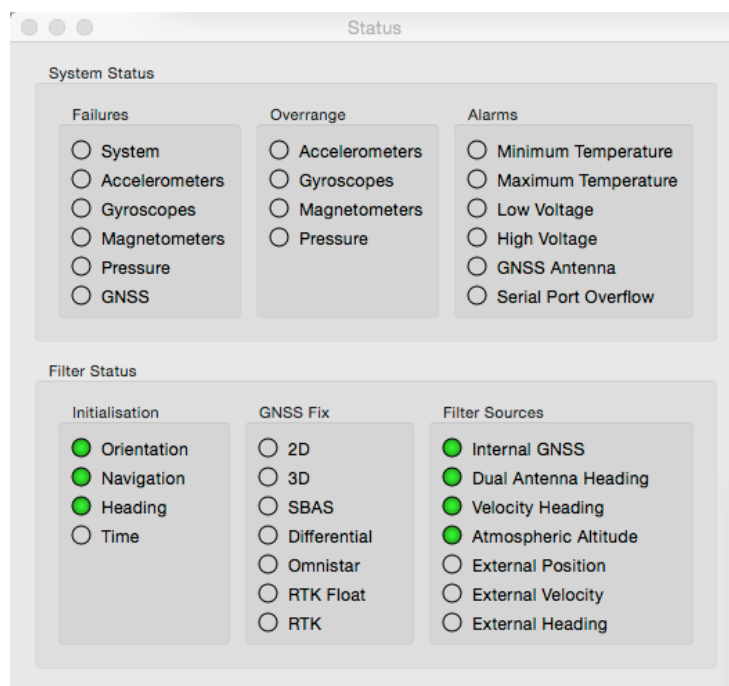 Status
System Status
Failures
System
Accelerometers
Gyroscopes
Magnetometers
Pressure
GNSS
Overrange
Accelerometers
Gyroscopes
Magnetometers
Pressure
Alarms
Minimum Temperature
Maximum Temperature
Low Voltage
High Voltage
GNSS Antenna
Serial Port Overflow
Filter Status
Initialisation
Orientation
Navigation
Heading
Time
GNSS Fix
2D
3D
SBAS
Differential
Omnistar
RTK Float
RTK
Filter Sources
Internal GNSS
Dual Antenna Heading
Velocity Heading
Atmospheric Altitude
External Position
External Velocity
External Heading